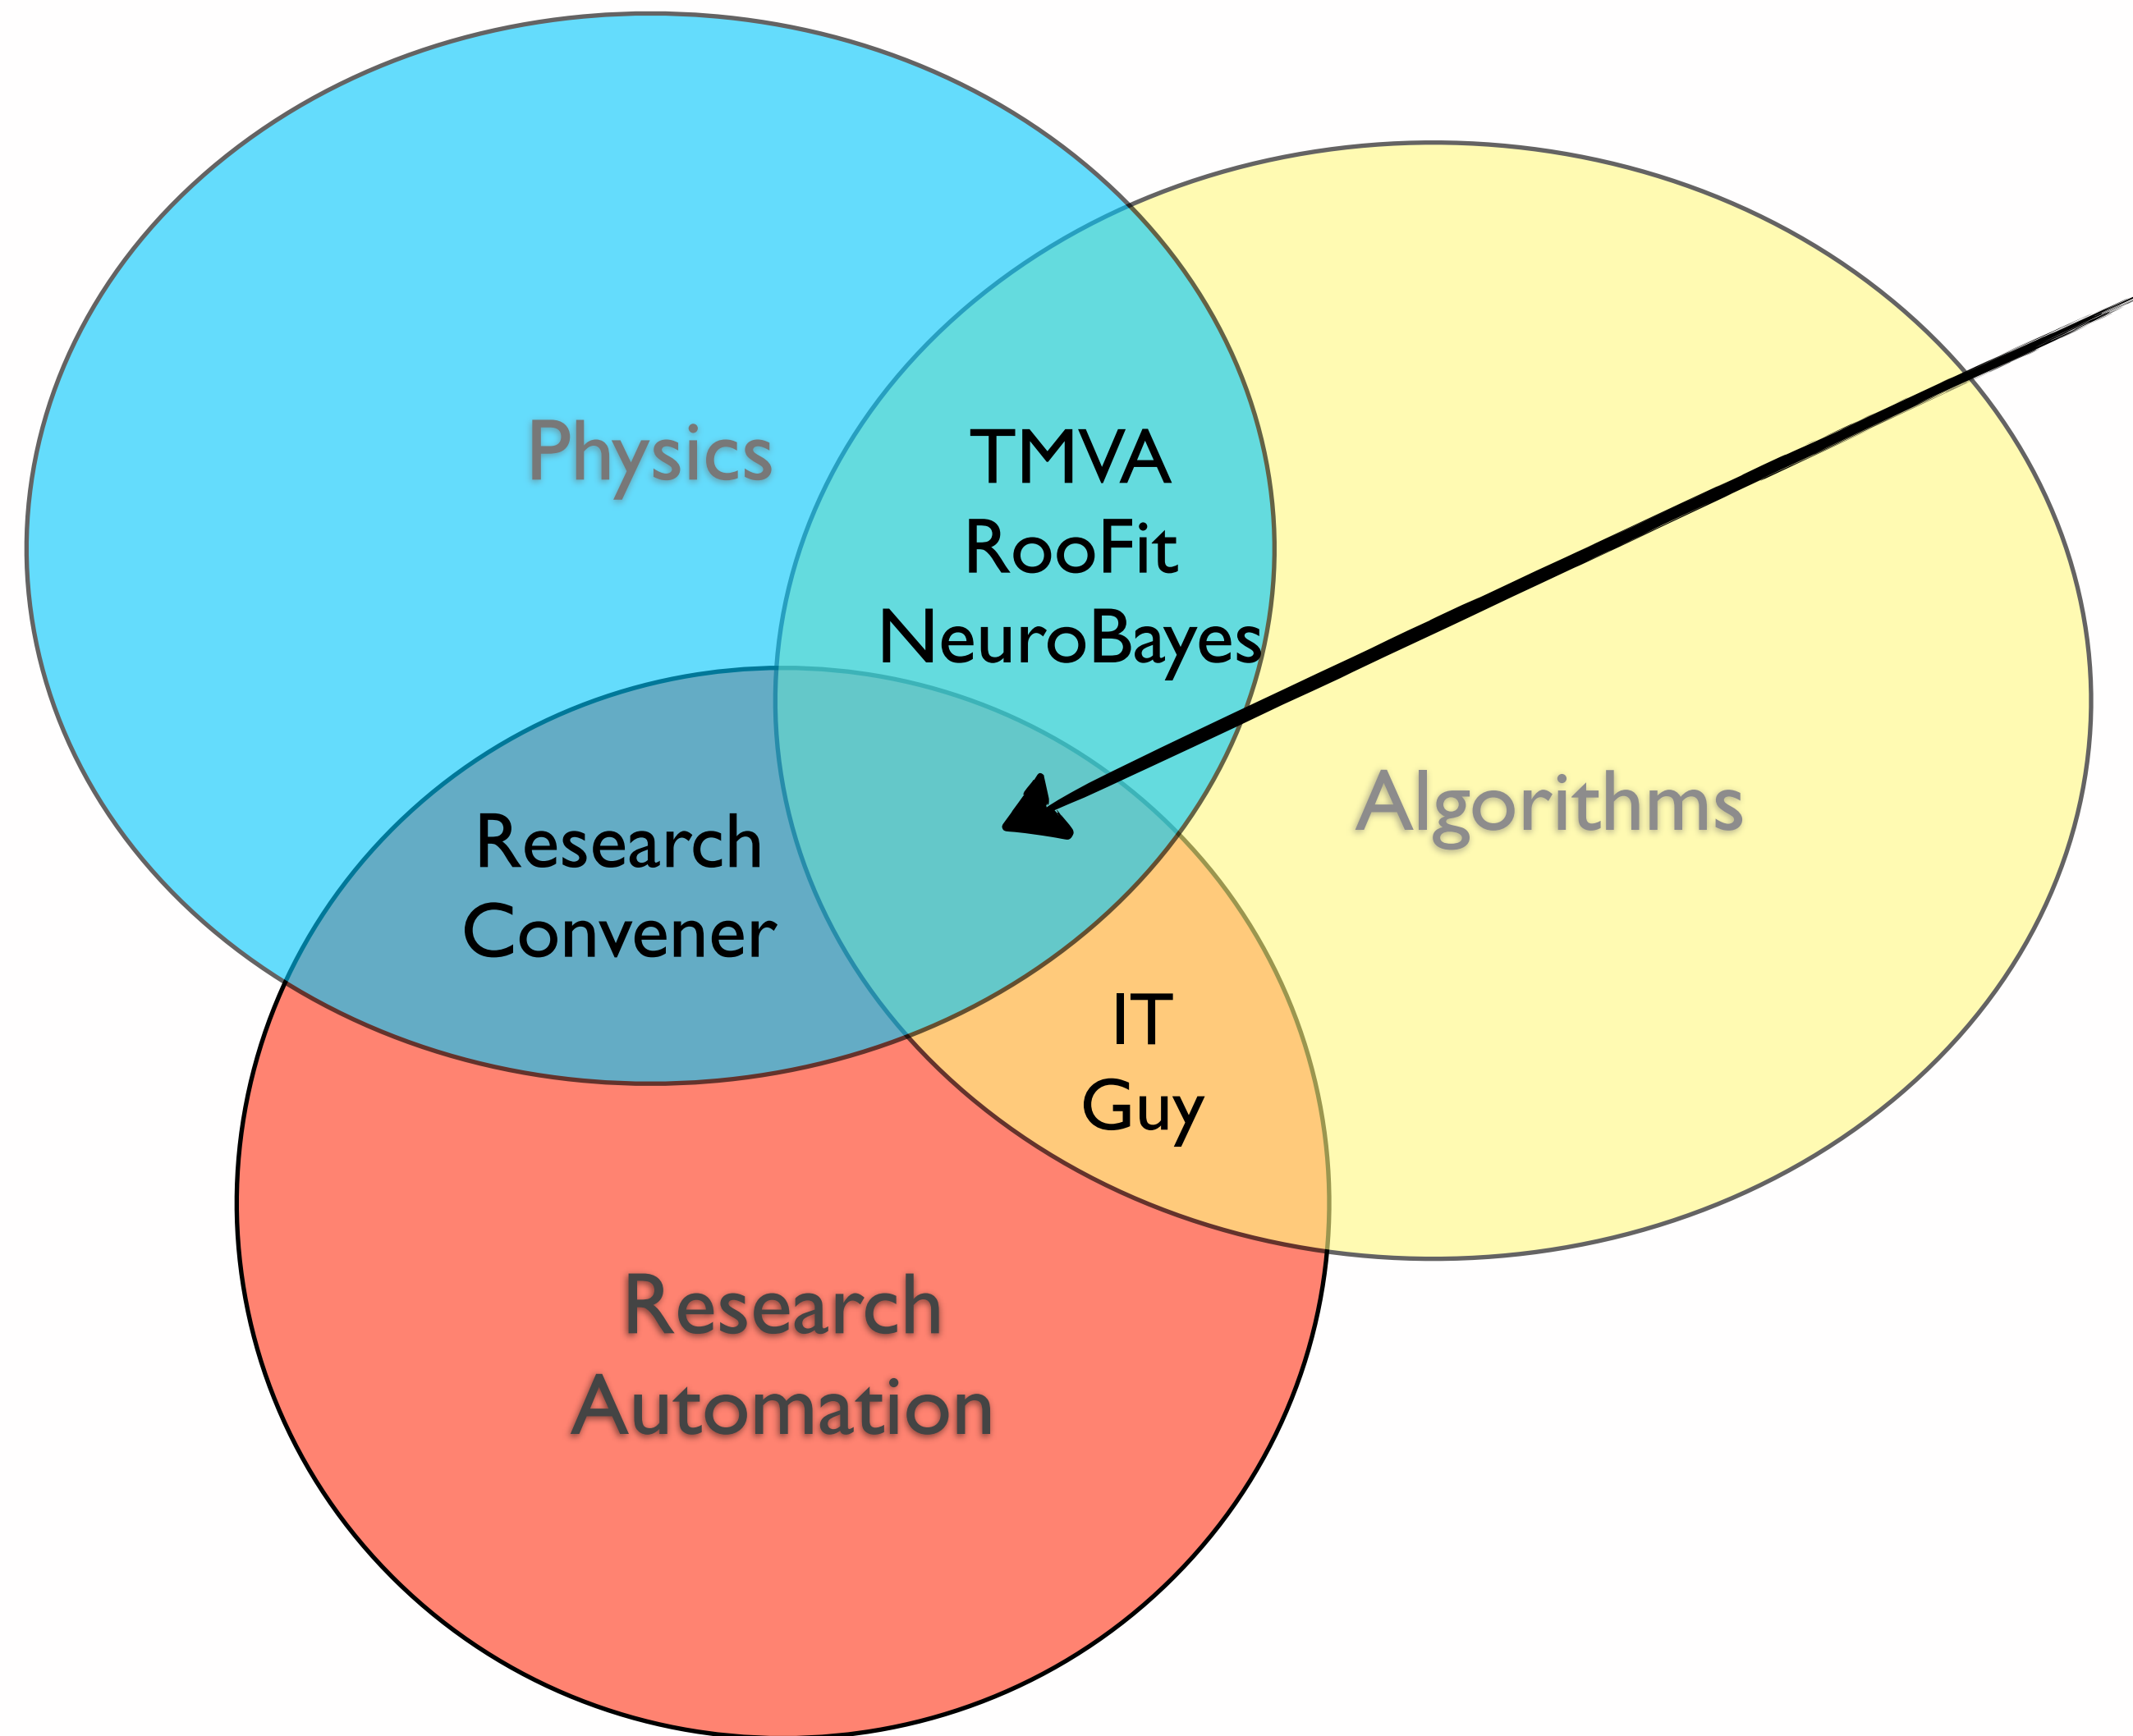 Physics
TMVA
RooFit
NeuroBayes
Algorithms
Research
Convener
IT
Guy
Research
Automation